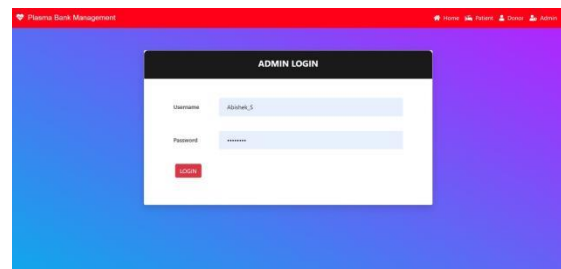 Plasma Bank Management Home Patient Donor Admin
ADMIN LOGIN
Username Abishek_S
Password ••••••••
LOGIN